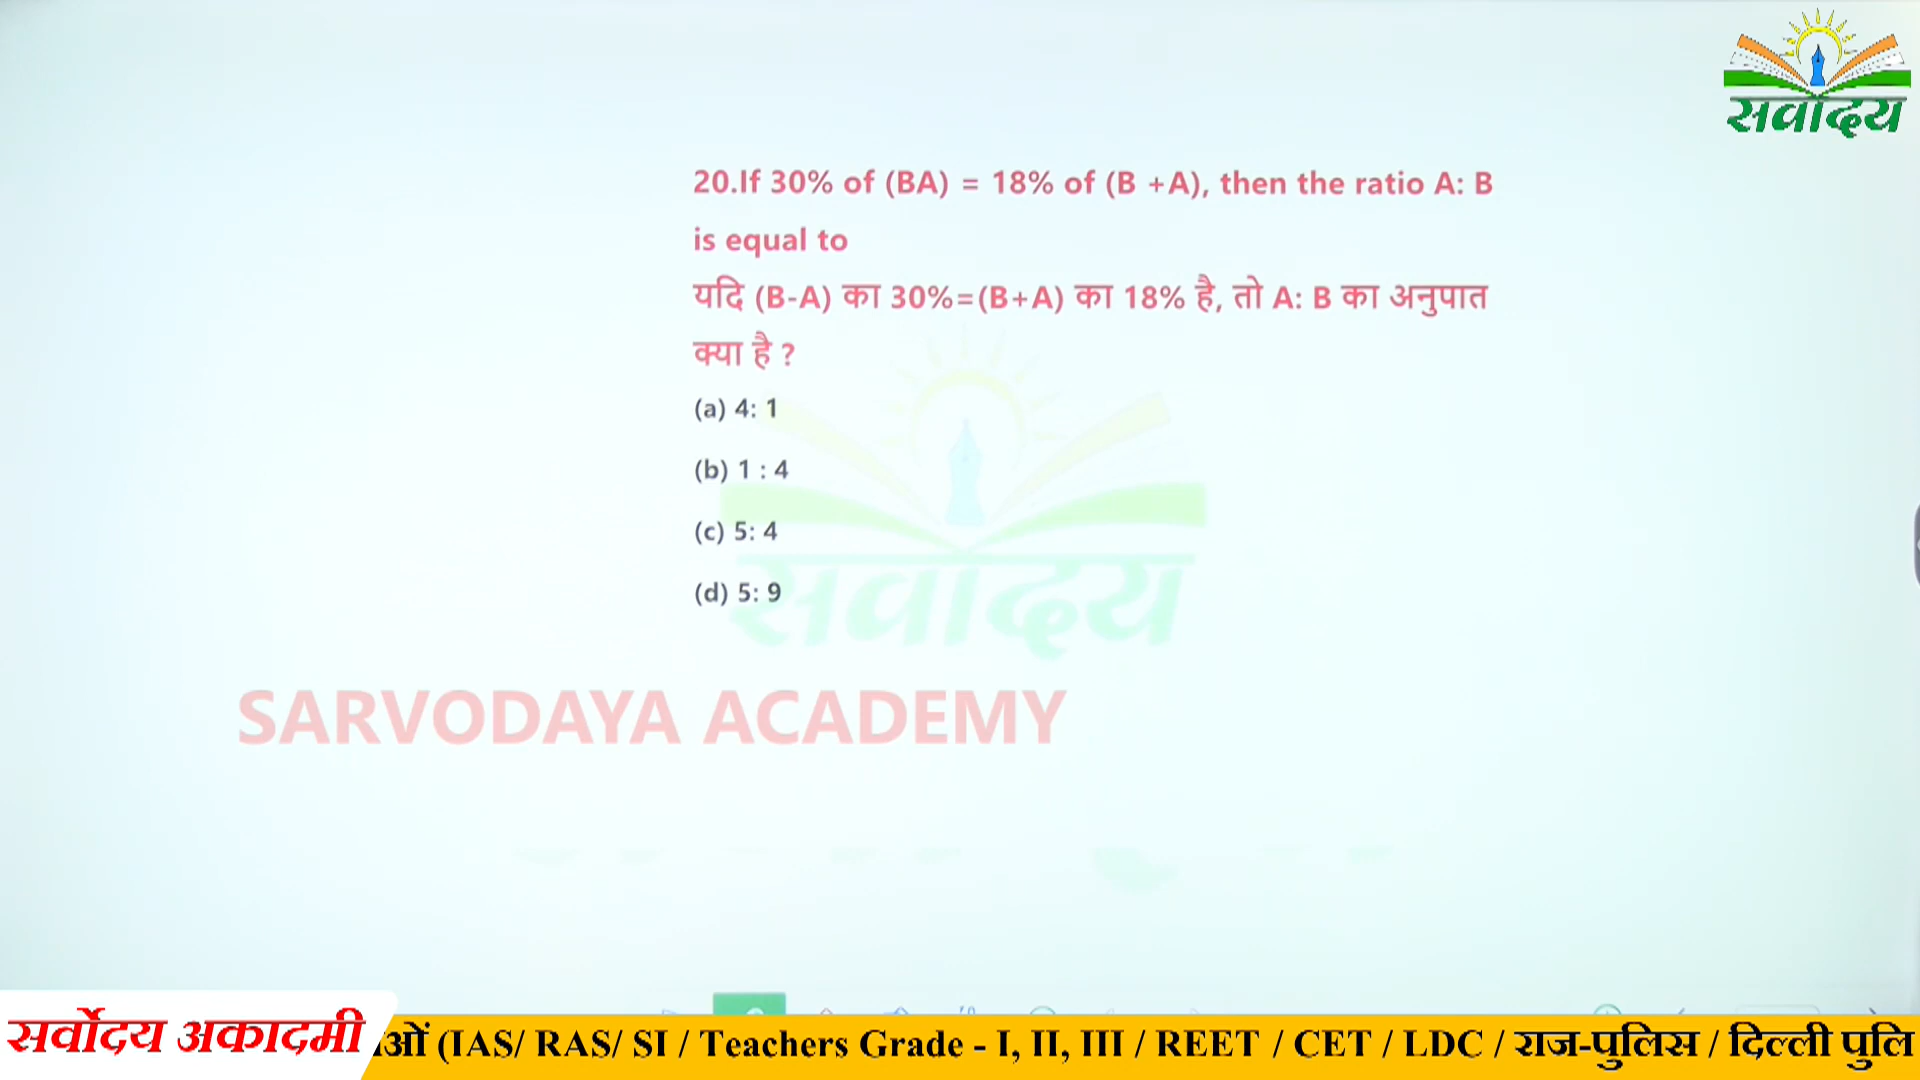 सर्वोदय
20.If 30% of (BA) = 18% of (B +A), then the ratio A: B
is equal to
यदि (B-A) का 30%=(B+A) का 18% है, तो A: B का अनुपात
क्या है ?
(a) 4: 1
(b) 1 : 4
(c) 5: 4
(d) 5: 9
सर्वोदय
SARVODAYA ACADEMY
सर्वोदय अकादमी
ओं (IAS/ RAS/ SI / Teachers Grade - I, II, III / REET / CET / LDC / राज-पुलिस / दिल्ली पुलि